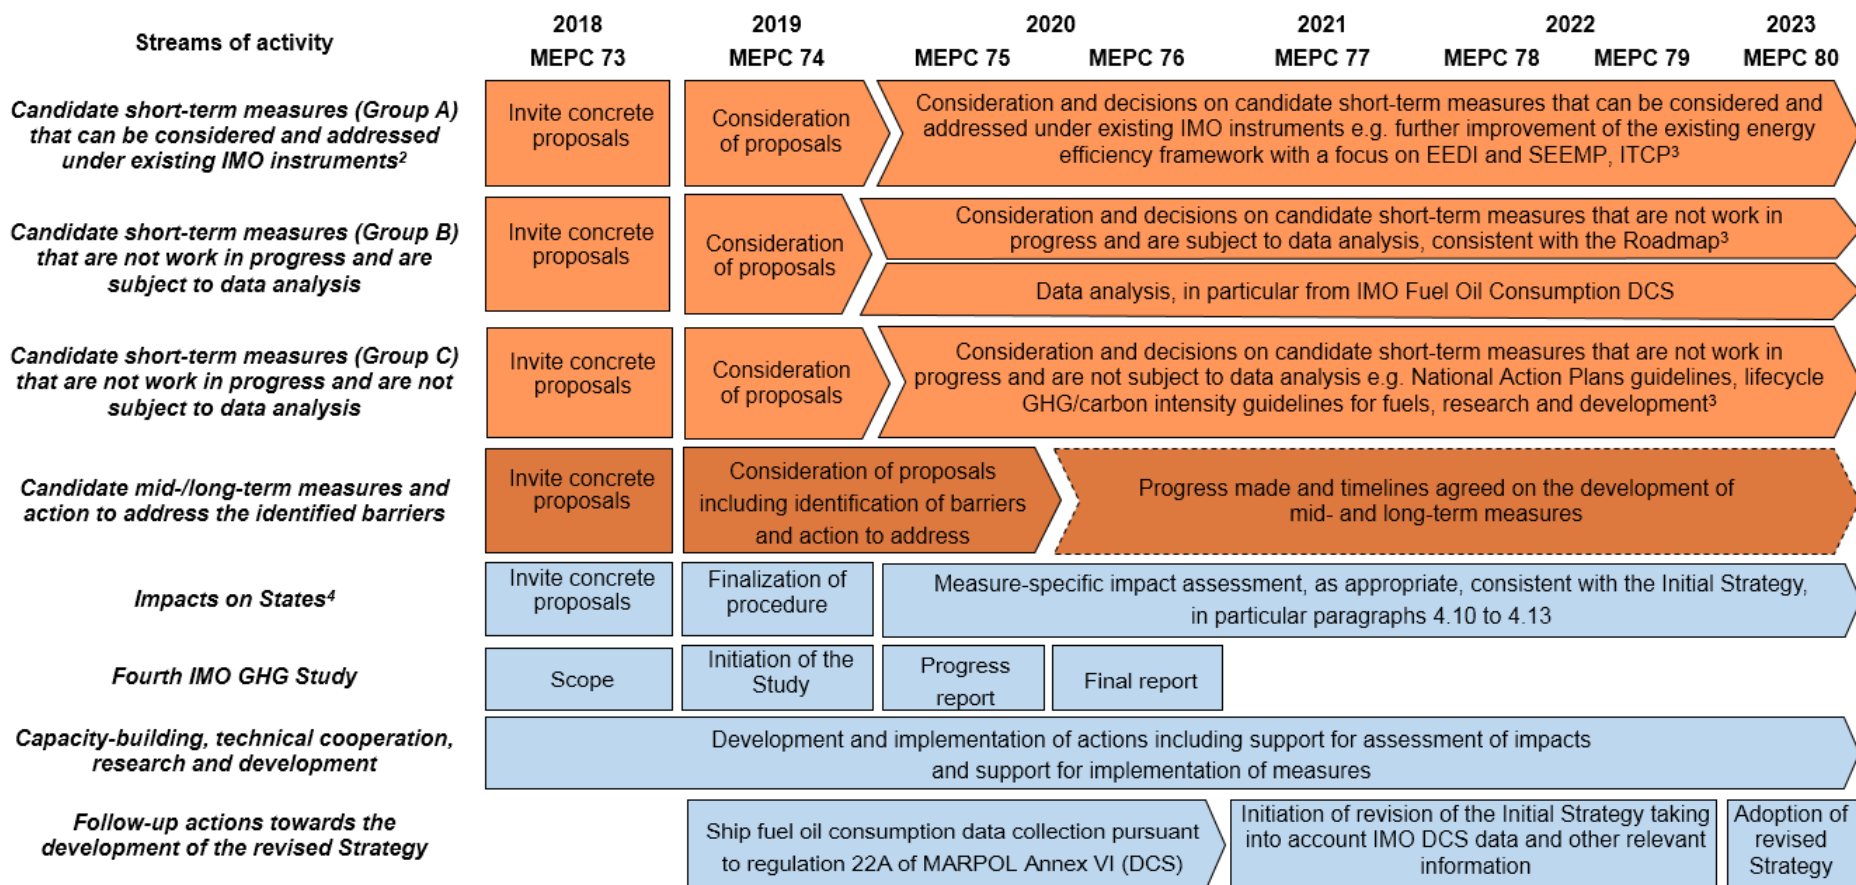 Streams of activity
2018
2019
2020
2021
2022
2023
MEPC 73
MEPC 74
MEPC 75
MEPC 76
MEPC 77
MEPC 78
MEPC 79
MEPC 80
Candidate short-term measures (Group A)
that can be considered and addressed
under existing IMO instruments²
Invite concrete
proposals
Consideration
of proposals
Consideration and decisions on candidate short-term measures that can be considered and
addressed under existing IMO instruments e.g. further improvement of the existing energy
efficiency framework with a focus on EEDI and SEEMP, ITCP³
Candidate short-term measures (Group B)
that are not work in progress and are
subject to data analysis
Invite concrete
proposals
Consideration
of proposals
Consideration and decisions on candidate short-term measures that are not work in
progress and are subject to data analysis, consistent with the Roadmap³
Data analysis, in particular from IMO Fuel Oil Consumption DCS
Candidate short-term measures (Group C)
that are not work in progress and are not
subject to data analysis
Invite concrete
proposals
Consideration
of proposals
Consideration and decisions on candidate short-term measures that are not work in
progress and are not subject to data analysis e.g. National Action Plans guidelines, lifecycle
GHG/carbon intensity guidelines for fuels, research and development³
Candidate mid-/long-term measures and
action to address the identified barriers
Invite concrete
proposals
Consideration of proposals
including identification of barriers
and action to address
Progress made and timelines agreed on the development of
mid- and long-term measures
Impacts on States⁴
Invite concrete
proposals
Finalization of
procedure
Measure-specific impact assessment, as appropriate, consistent with the Initial Strategy,
in particular paragraphs 4.10 to 4.13
Fourth IMO GHG Study
Scope
Initiation of the
Study
Progress
report
Final report
Capacity-building, technical cooperation,
research and development
Development and implementation of actions including support for assessment of impacts
and support for implementation of measures
Follow-up actions towards the
development of the revised Strategy
Ship fuel oil consumption data collection pursuant
to regulation 22A of MARPOL Annex VI (DCS)
Initiation of revision of the Initial Strategy taking
into account IMO DCS data and other relevant
information
Adoption of
revised
Strategy